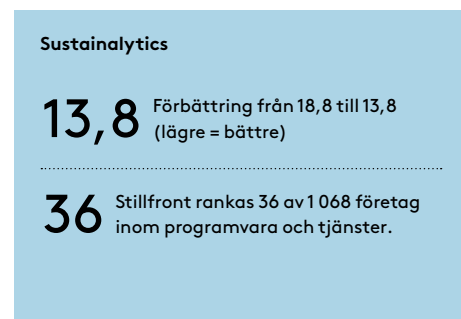 Sustainalytics
13,8
Förbättring från 18,8 till 13,8
(lägre = bättre)
36
Stillfront rankas 36 av 1 068 företag
inom programvara och tjänster.